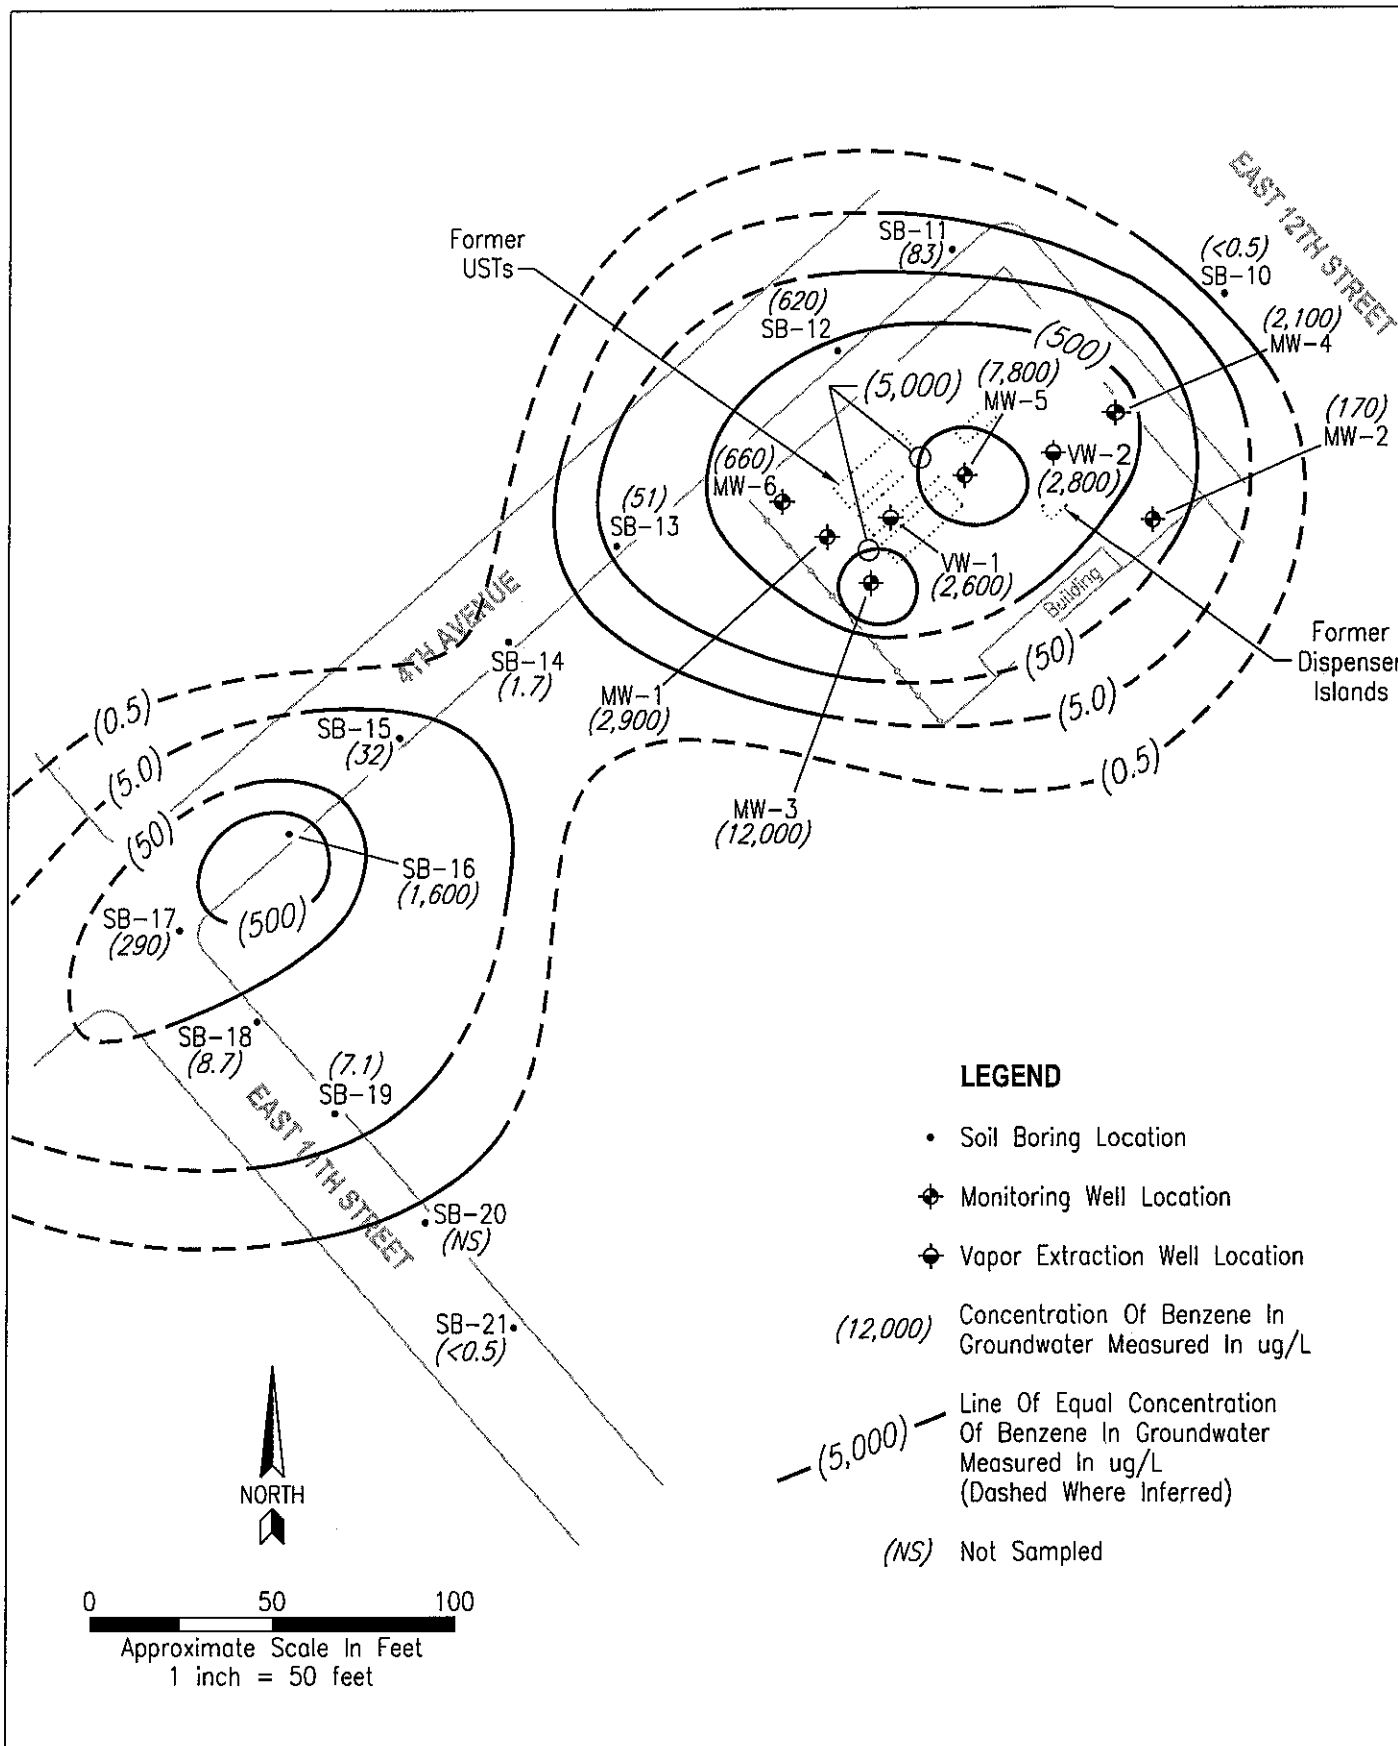 EAST 12TH STREET
Former
USTs
SB-11
(83)
(<0.5)
SB-10
(620)
SB-12
(2,100)
MW-4
(500)
(5,000)
(7,800)
MW-5
(170)
MW-2
(660)
MW-6
VW-2
(2,800)
(51)
SB-13
VW-1
(2,600)
Building
4TH AVENUE
SB-14
(1.7)
Former
Dispenser
Islands
(50)
MW-1
(2,900)
(5.0)
(0.5)
(0.5)
SB-15
(32)
(5.0)
MW-3
(12,000)
(50)
SB-16
(1,600)
SB-17
(290)
(500)
SB-18
(8.7)
(7.1)
SB-19
EAST 11TH STREET
SB-20
(NS)
SB-21
(<0.5)
LEGEND
Soil Boring Location
Monitoring Well Location
Vapor Extraction Well Location
(12,000) Concentration Of Benzene In
Groundwater Measured In ug/L
(5,000) Line Of Equal Concentration
Of Benzene In Groundwater
Measured In ug/L
(Dashed Where Inferred)
(NS) Not Sampled
NORTH
0 50 100
Approximate Scale In Feet
1 inch = 50 feet